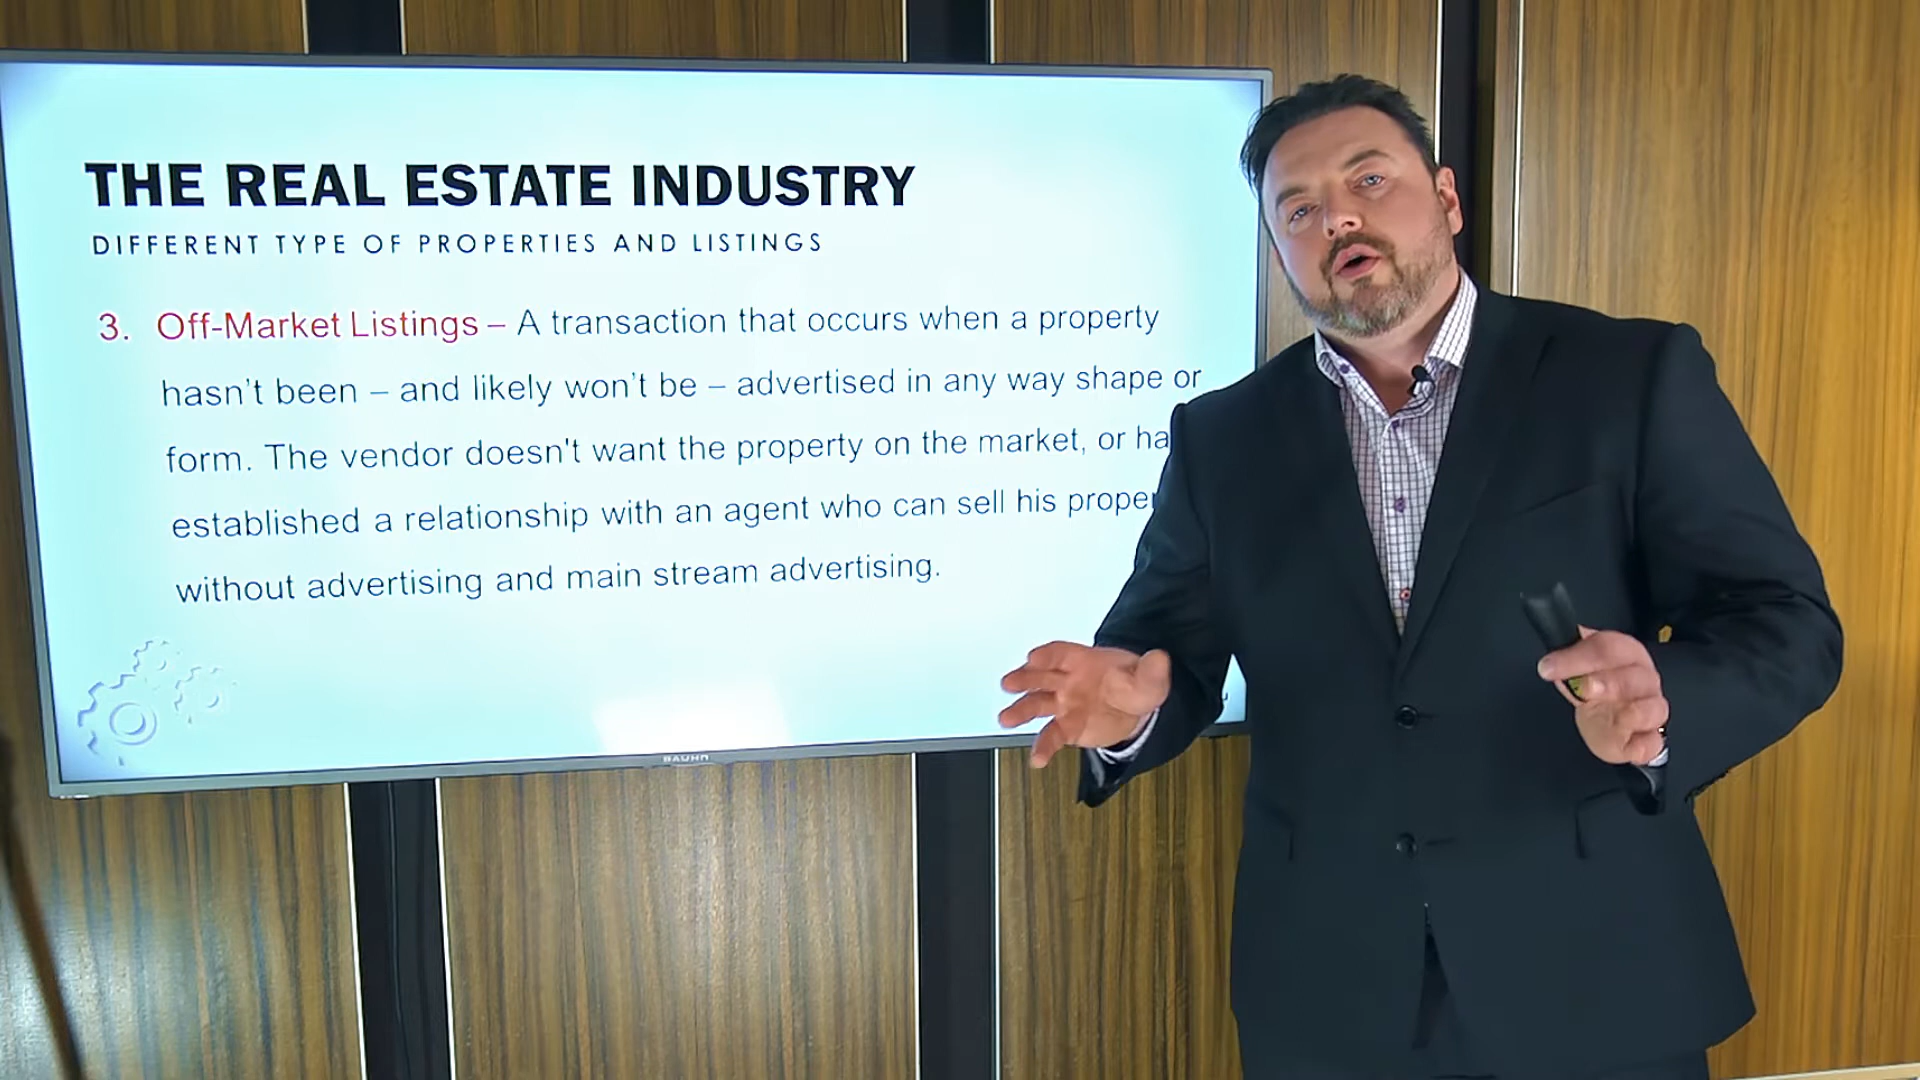 THE REAL ESTATE INDUSTRY
DIFFERENT TYPE OF PROPERTIES AND LISTINGS
3. Off-Market Listings – A transaction that occurs when a property
hasn't been – and likely won't be – advertised in any way shape or
form. The vendor doesn't want the property on the market, or ha
established a relationship with an agent who can sell his prope
without advertising and main stream advertising.
BAUHN